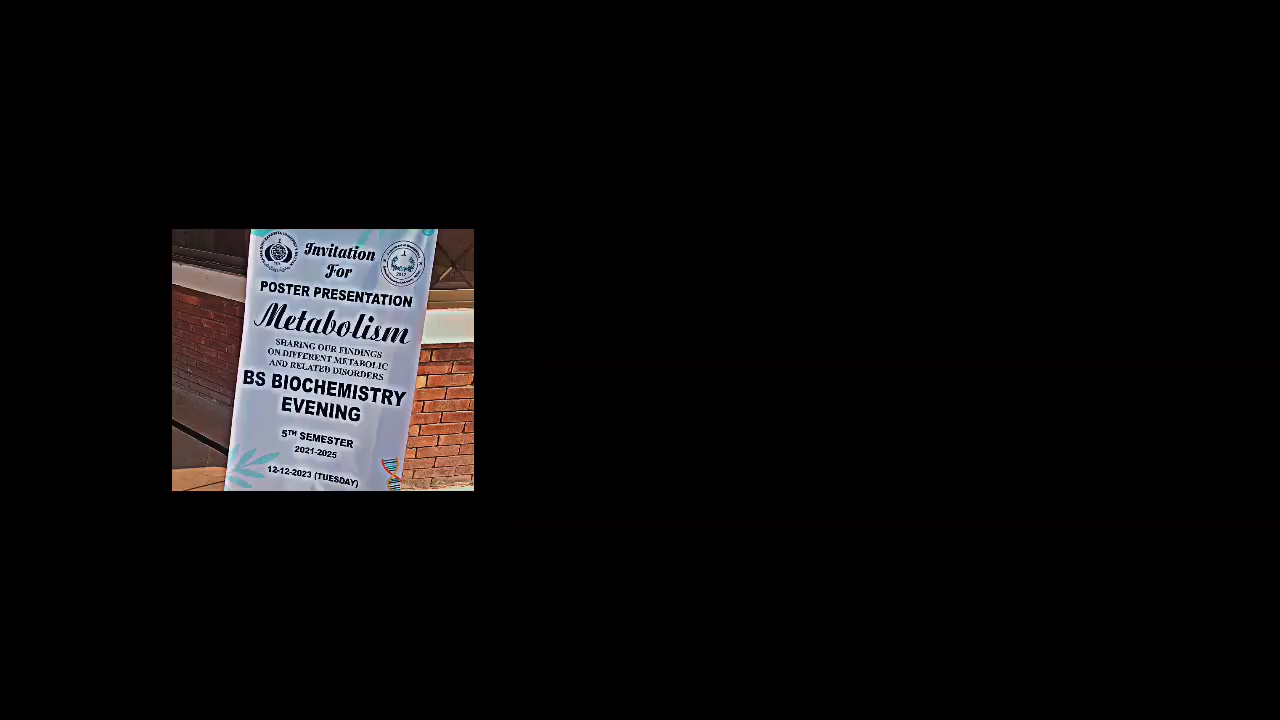 Invitation
For
POSTER PRESENTATION
Metabolism
SHARING OUR FINDINGS
ON DIFFERENT METABOLIC
AND RELATED DISORDERS
BS BIOCHEMISTRY
EVENING
5TH SEMESTER
2021-2025
12-12-2023 (TUESDAY)